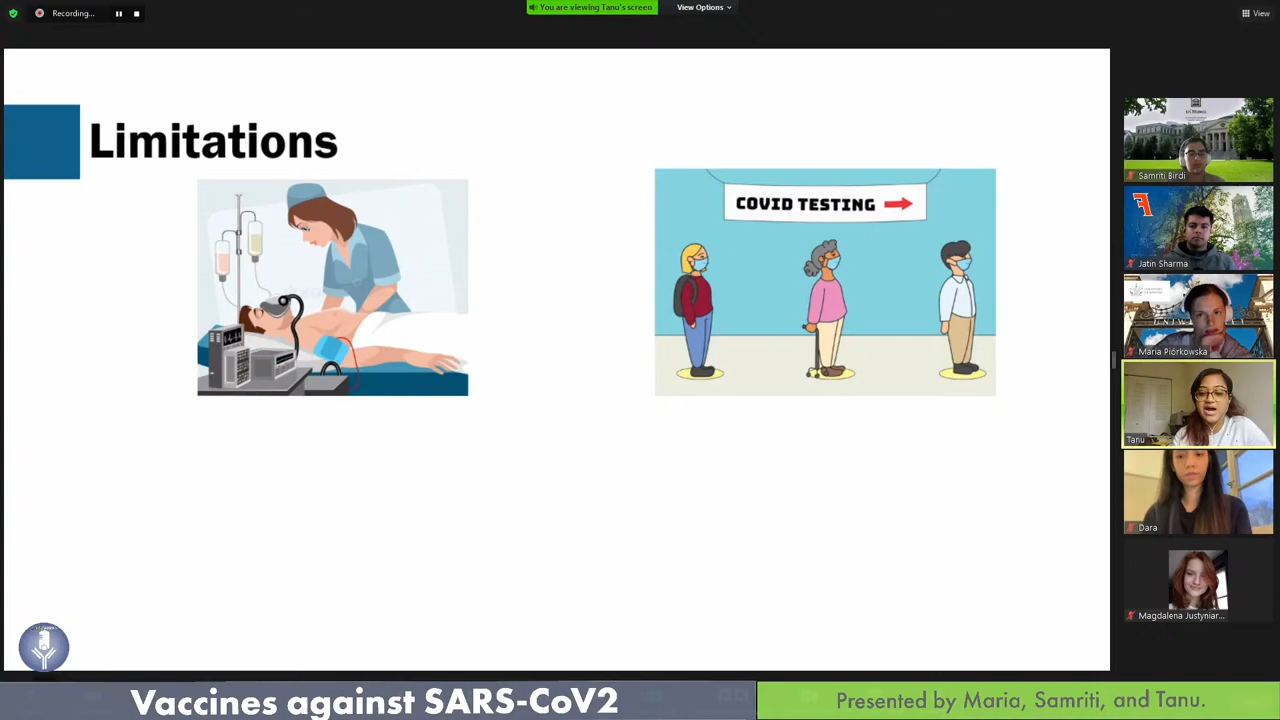 Recording...
You are viewing Tanu's screen
View Options
View
Limitations
COVID TESTING
Samriti Birdi
Jatin Sharma
Maria Piórkowska
Tanu
Dara
Magdalena Justyniar...
Vaccines against SARS-CoV2
Presented by Maria, Samriti, and Tanu.